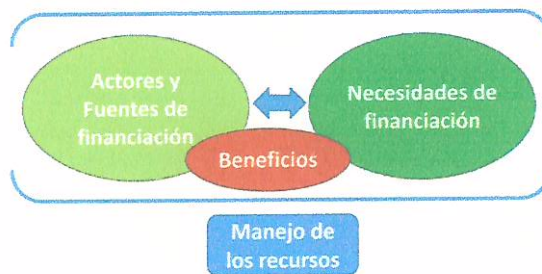 Actores y
Fuentes de
financiación
Necesidades de
financiación
Beneficios
Manejo de
los recursos